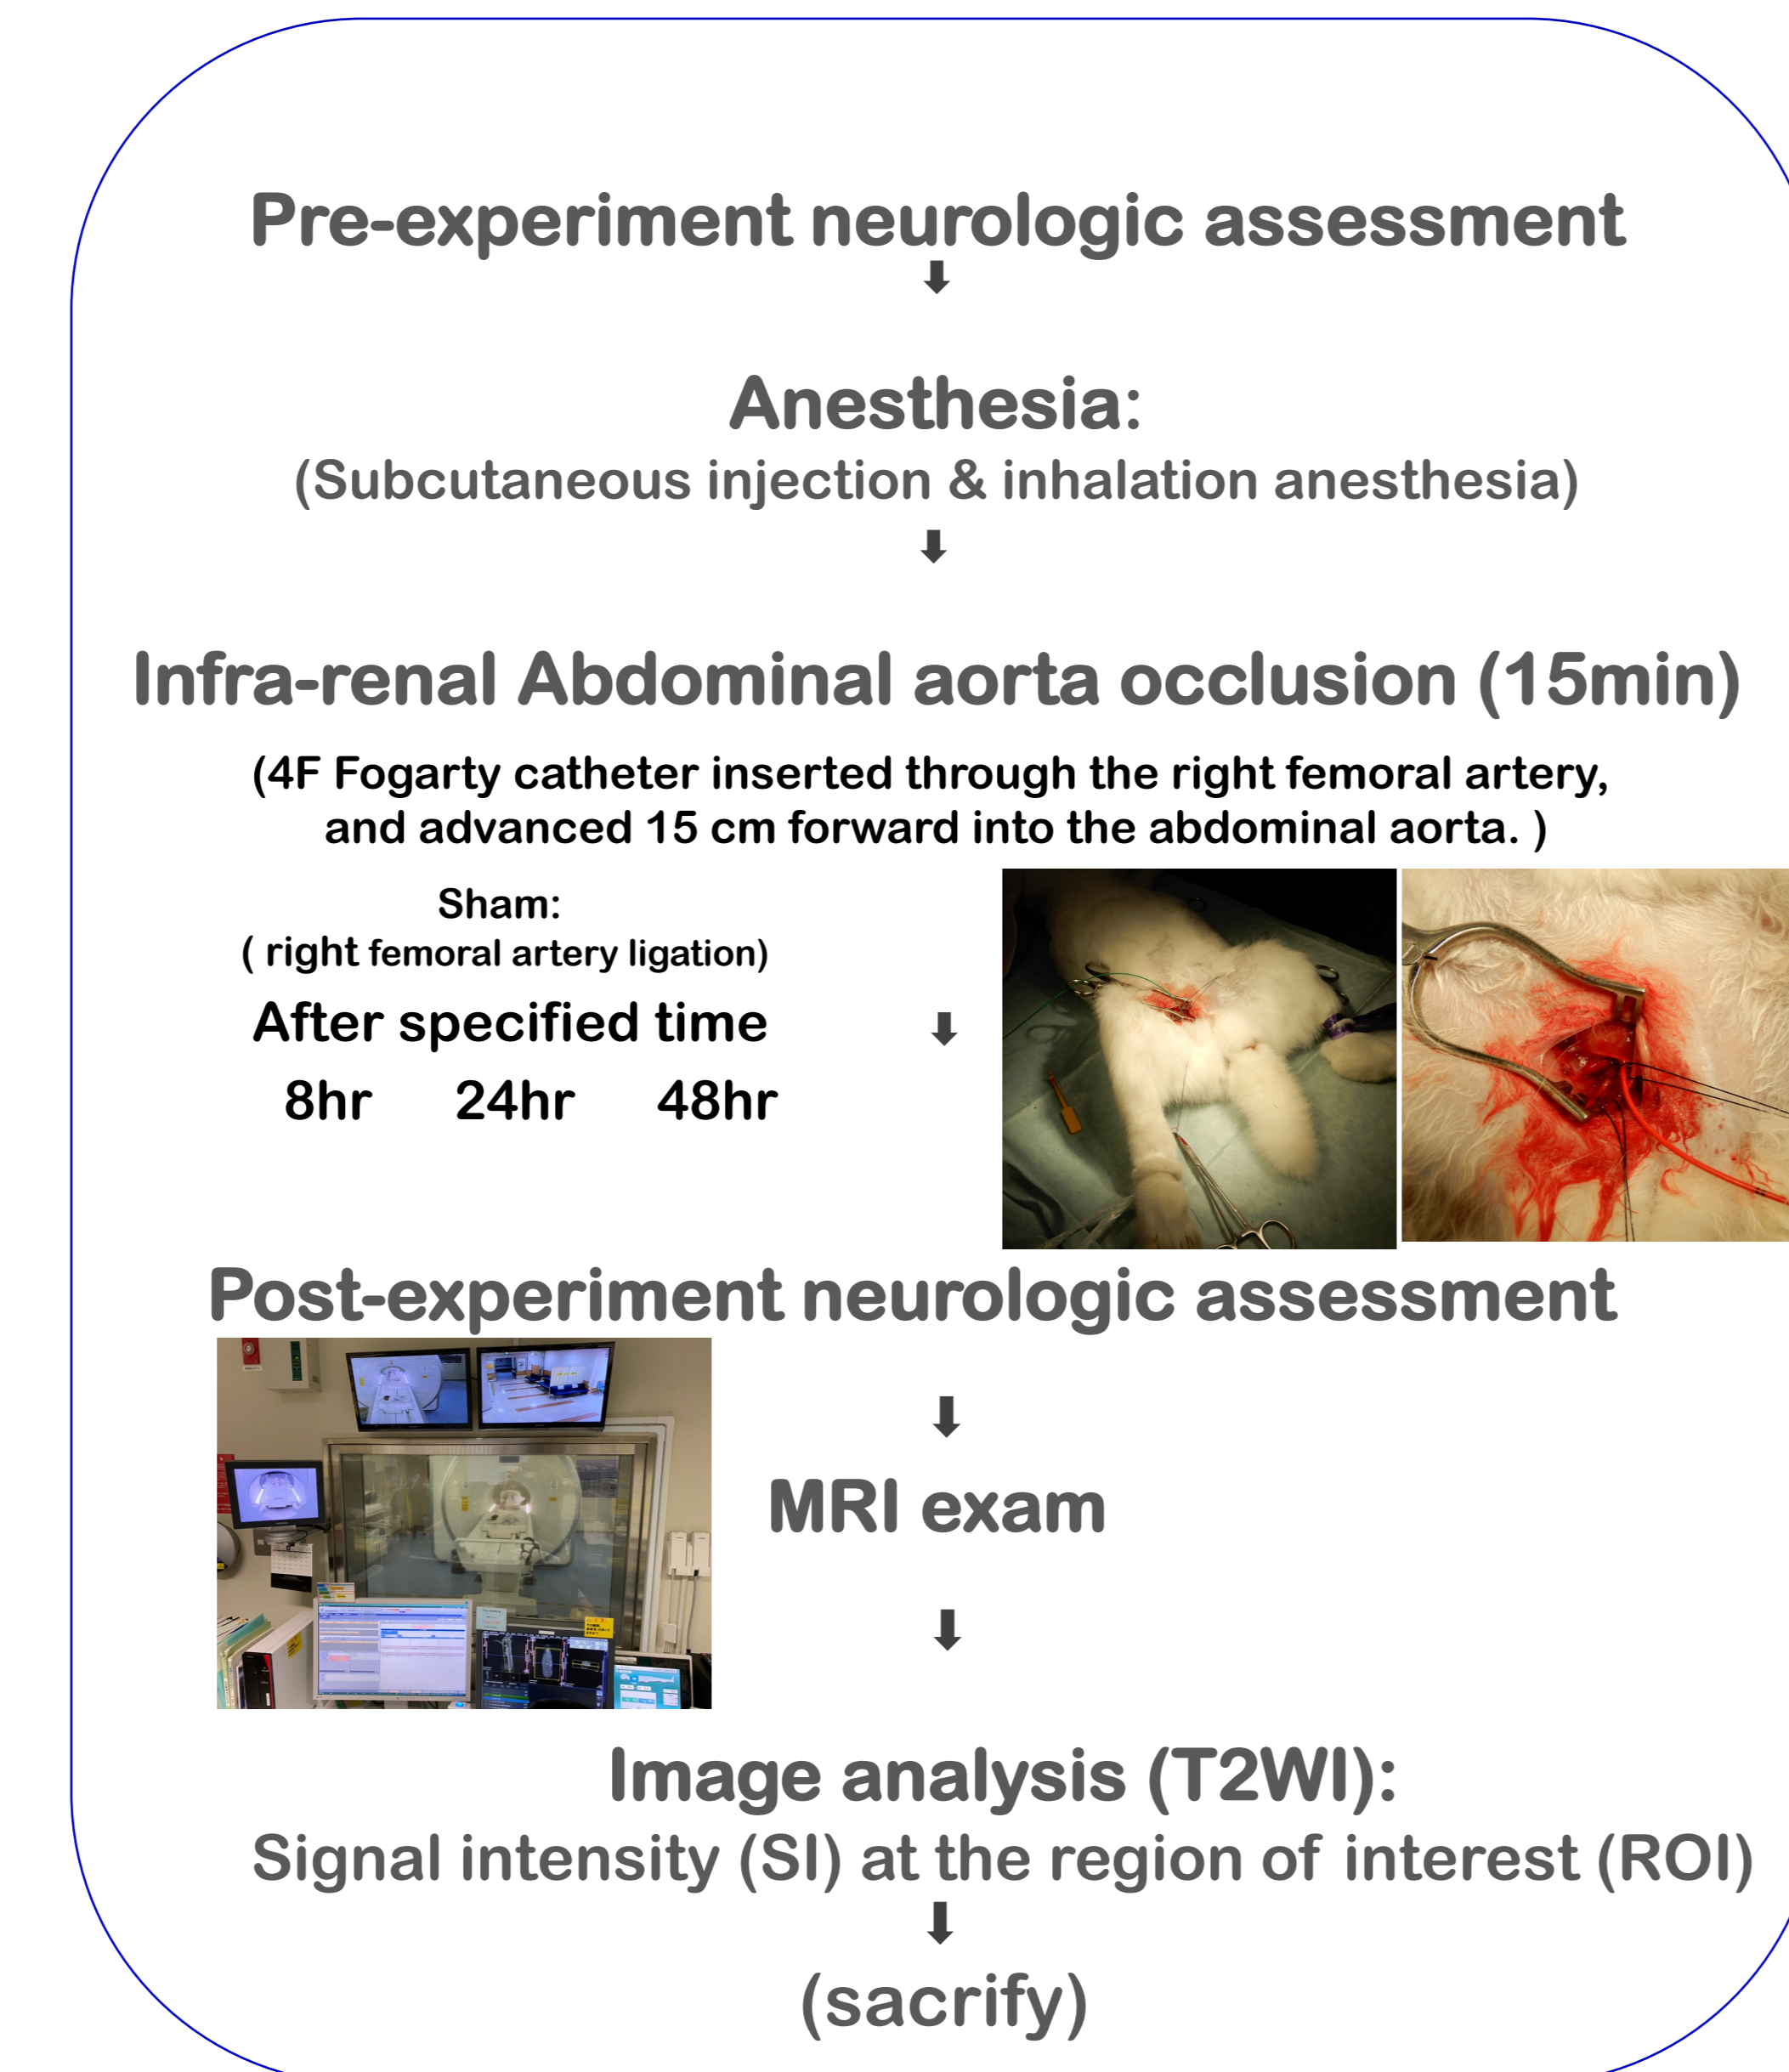 Pre-experiment neurologic assessment
Anesthesia:
(Subcutaneous injection & inhalation anesthesia)
Infra-renal Abdominal aorta occlusion (15min)
(4F Fogarty catheter inserted through the right femoral artery,
and advanced 15 cm forward into the abdominal aorta. )
Sham:
( right femoral artery ligation)
After specified time
8hr 24hr 48hr
Post-experiment neurologic assessment
MRI exam
Image analysis (T2WI):
Signal intensity (SI) at the region of interest (ROI)
(sacrify)